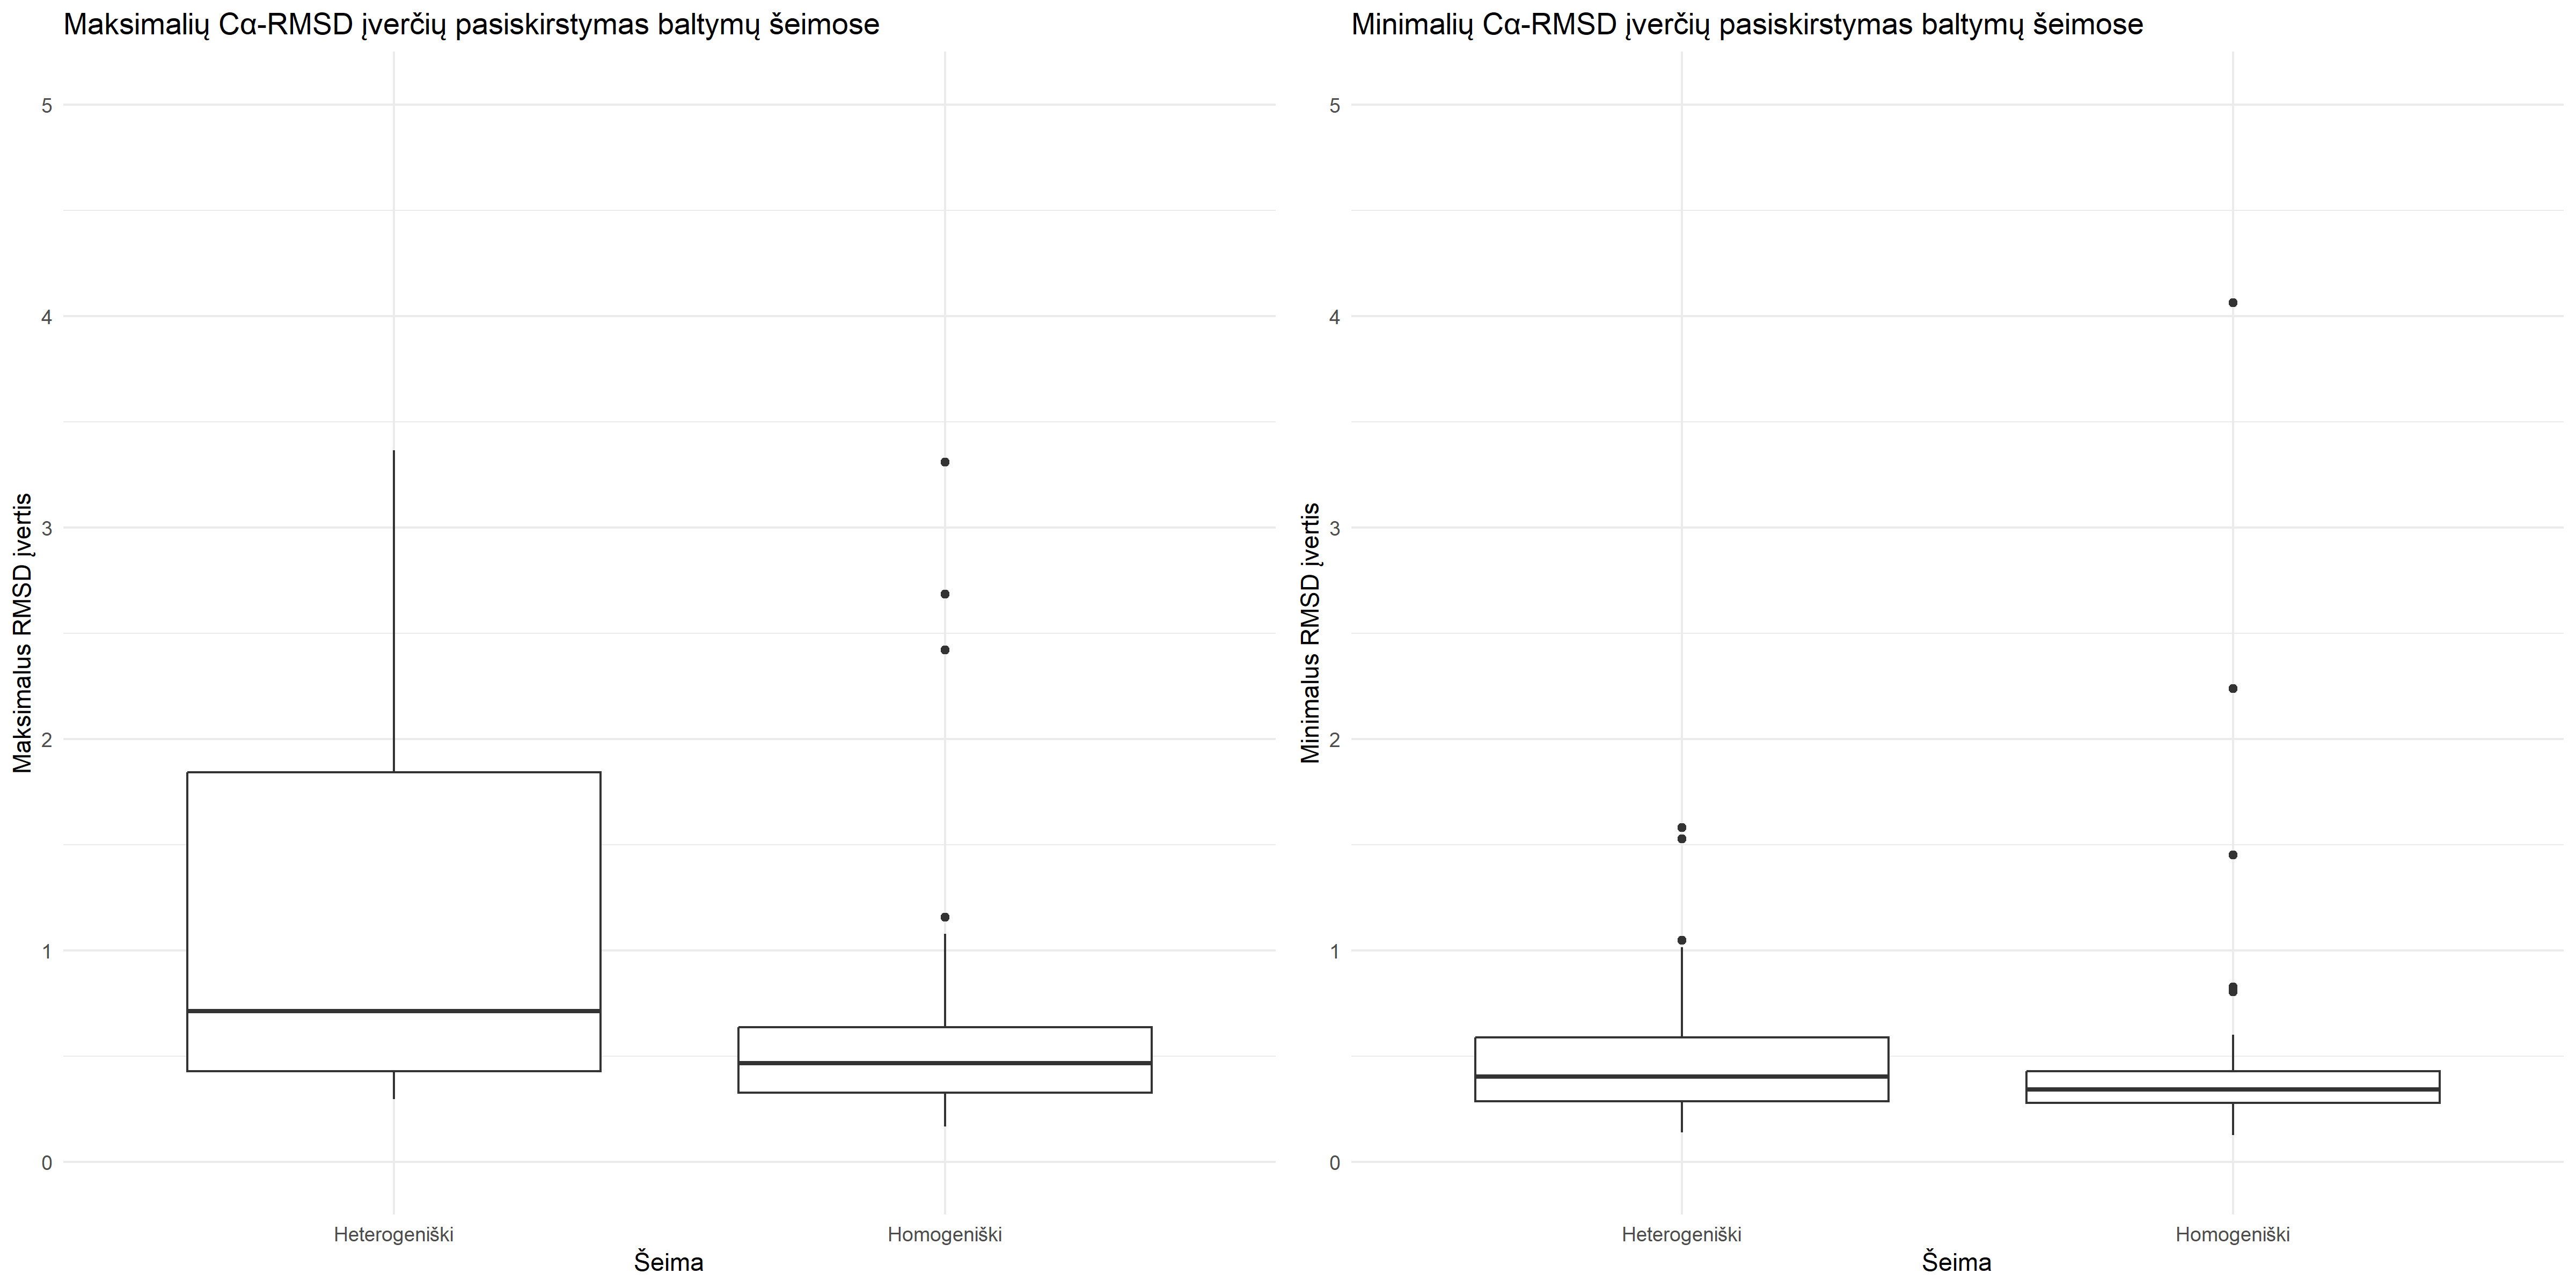 Maksimalių Cα-RMSD įverčių pasiskirstymas baltymų šeimose
Maksimalus RMSD įvertis
5
4
3
2
1
0
Heterogeniški
Homogeniški
Šeima
Minimalių Cα-RMSD įverčių pasiskirstymas baltymų šeimose
Minimalus RMSD įvertis
5
4
3
2
1
0
Heterogeniški
Homogeniški
Šeima